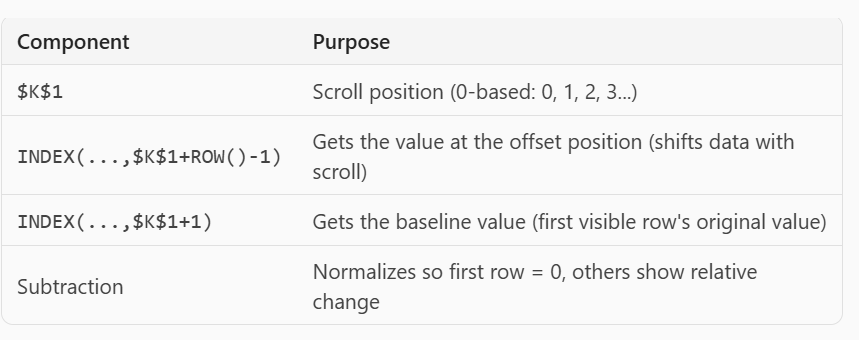 Component Purpose
$K$1 Scroll position (0-based: 0, 1, 2, 3...)
INDEX(...,$K$1+ROW()-1) Gets the value at the offset position (shifts data with
scroll)
INDEX(...,$K$1+1) Gets the baseline value (first visible row's original value)
Subtraction Normalizes so first row = 0, others show relative
change